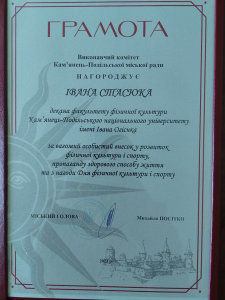 ГРАМОТА
Виконавчий комітет
Кам'янець-Подільської міської ради
НАГОРОДЖУЄ
ІВАНА СТАСЮКА
декана факультету фізичної культури
Кам'янець-Подільського національного університету
імені Івана Огієнка
за вагомий особистий внесок у розвиток
фізичної культури і спорту,
пропаганду здорового способу життя
та з нагоди Дня фізичної культури і спорту
МІСЬКИЙ ГОЛОВА
Михайло ПОСІТКО